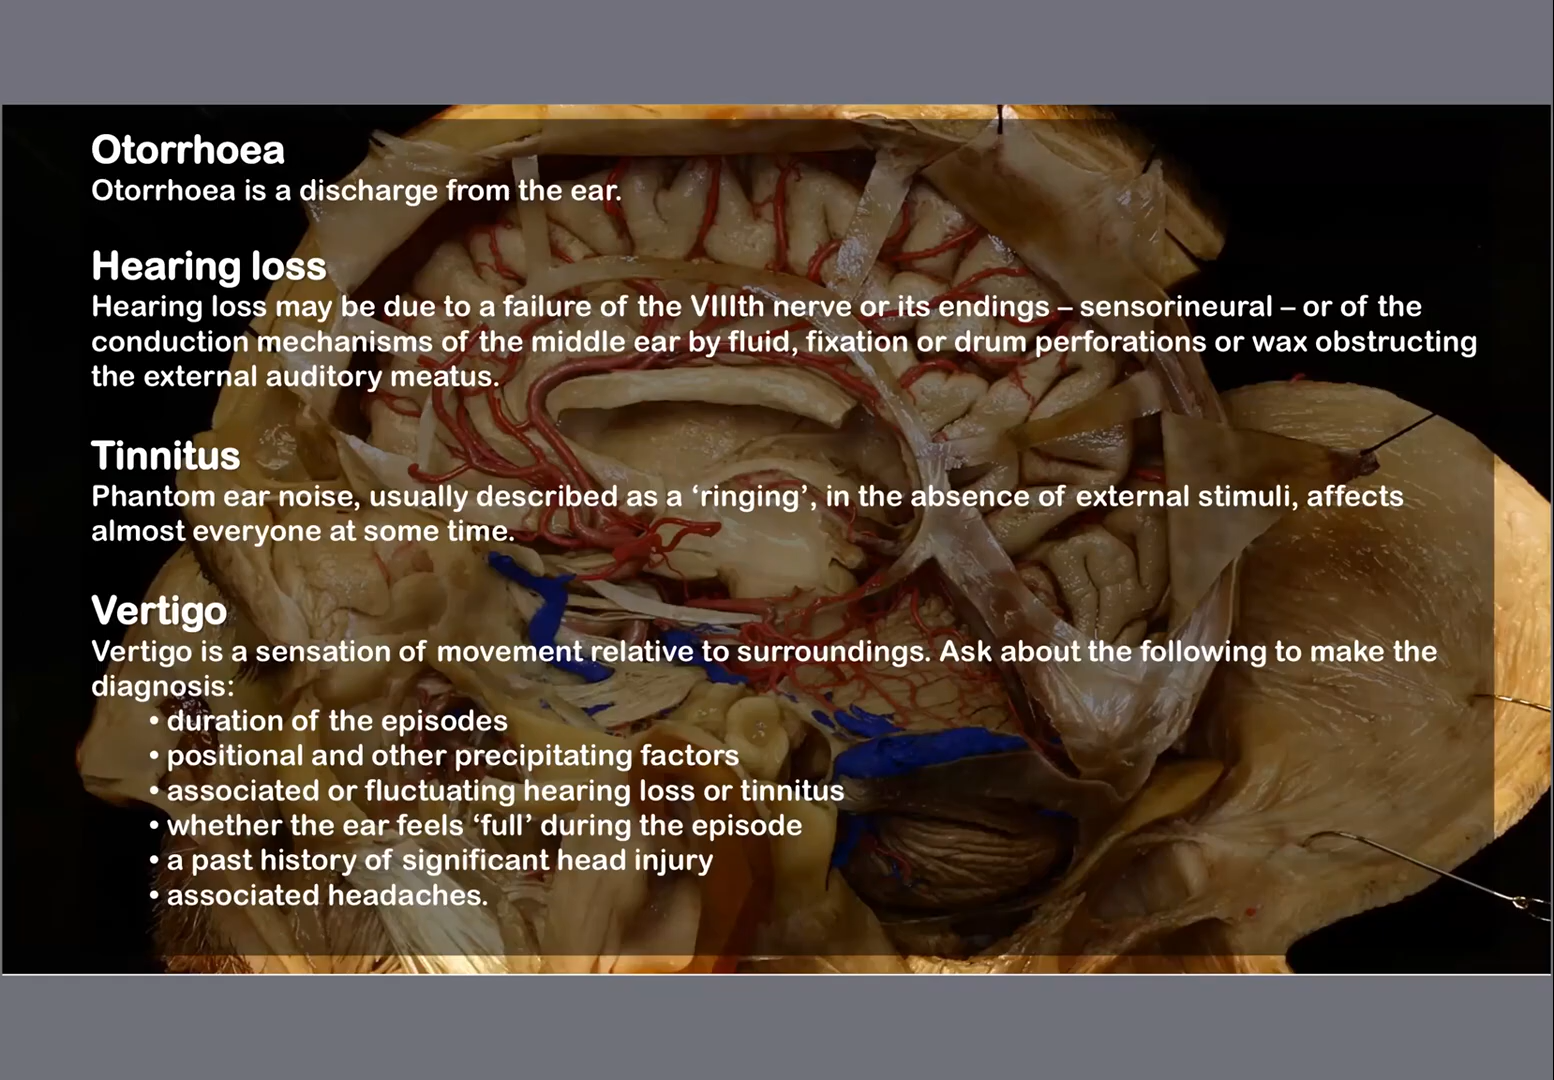 Otorrhoea
Otorrhoea is a discharge from the ear.
Hearing loss
Hearing loss may be due to a failure of the VIIIth nerve or its endings – sensorineural – or of the
conduction mechanisms of the middle ear by fluid, fixation or drum perforations or wax obstructing
the external auditory meatus.
Tinnitus
Phantom ear noise, usually described as a ‘ringing’, in the absence of external stimuli, affects
almost everyone at some time.
Vertigo
Vertigo is a sensation of movement relative to surroundings. Ask about the following to make the
diagnosis:
• duration of the episodes
• positional and other precipitating factors
• associated or fluctuating hearing loss or tinnitus
• whether the ear feels ‘full’ during the episode
• a past history of significant head injury
• associated headaches.